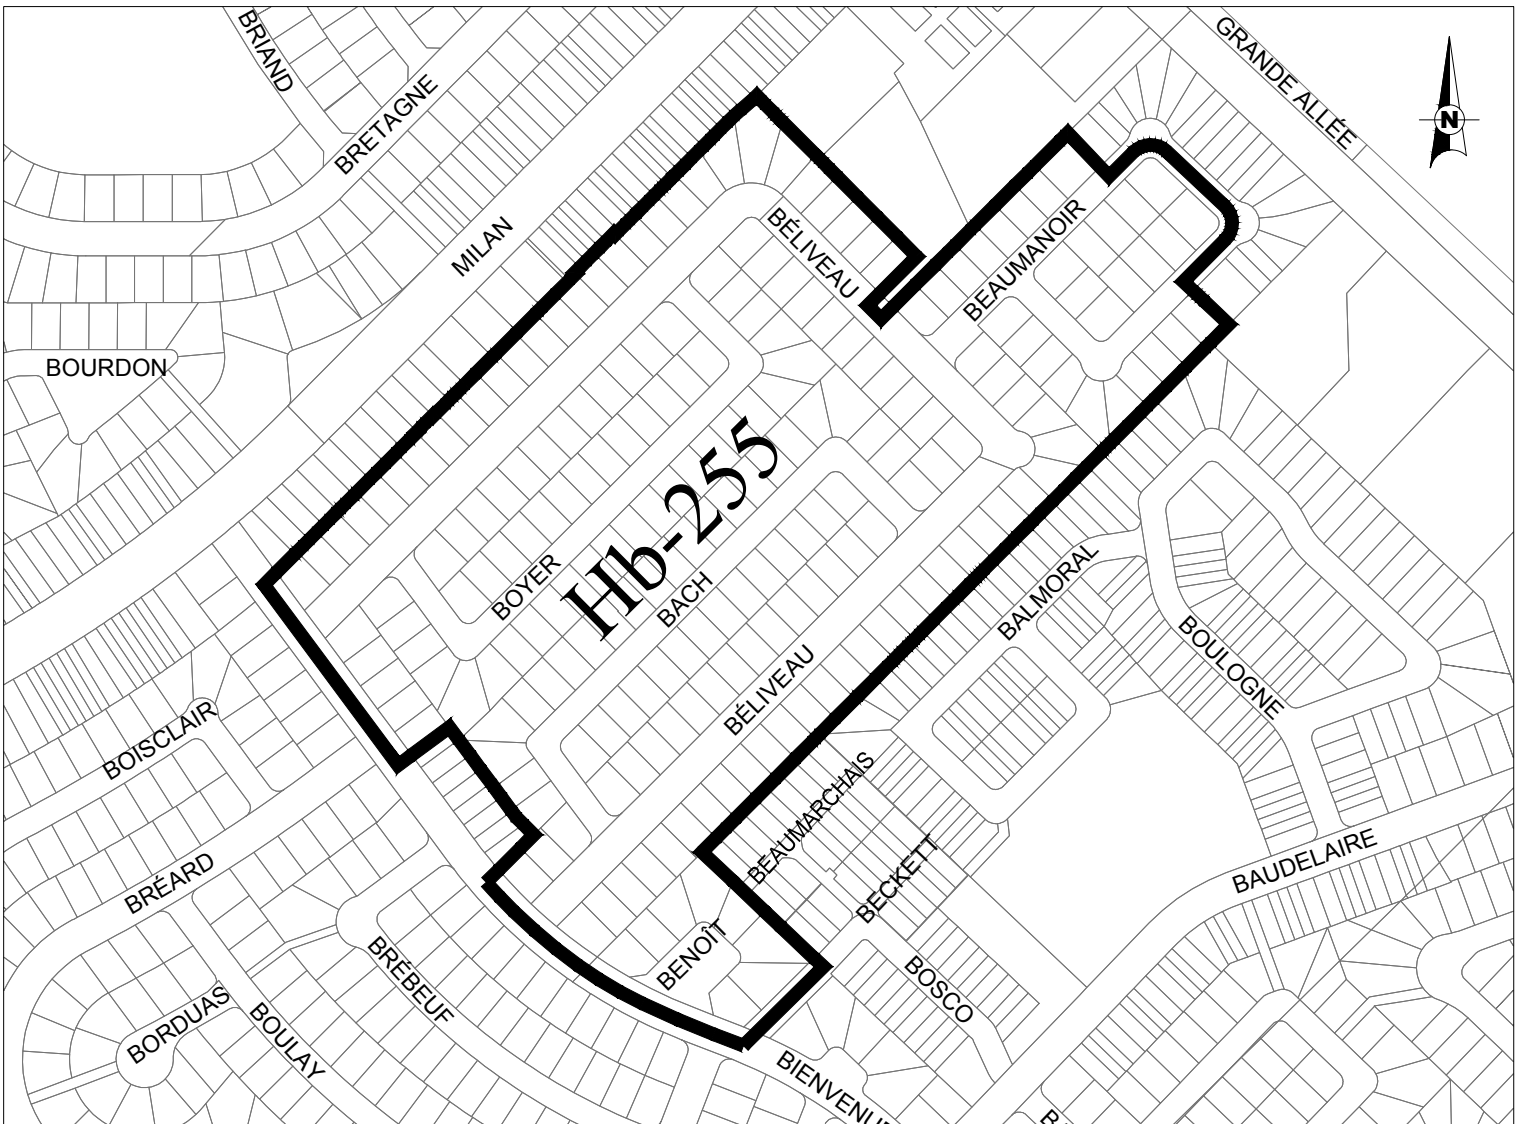 BRIAND
GRANDE ALLÉE
BRETAGNE
N
MILAN
BÉLIVEAU
BEAUMANOIR
BOURDON
Hb-255
BOYER
BACH
BALMORAL
BOULOGNE
BÉLIVEAU
BOISCLAIR
BEAUMARCHAIS
BECKETT
BAUDELAIRE
BRÉARD
BENOÎT
BRÉBEUF
BOSCO
BORDUAS
BOULAY